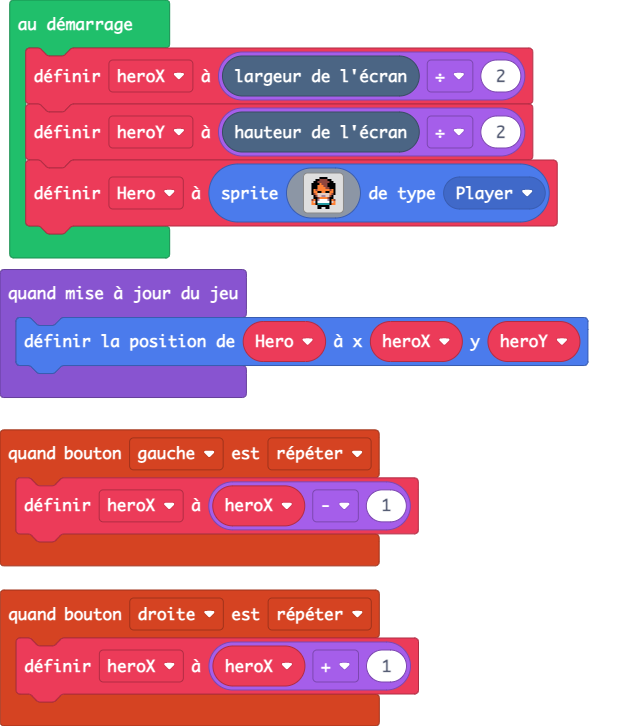 au démarrage
définir heroX à largeur de l'écran ÷ 2
définir heroY à hauteur de l'écran ÷ 2
définir Hero à sprite de type Player
quand mise à jour du jeu
définir la position de Hero à x heroX y heroY
quand bouton gauche est répéter
définir heroX à heroX - 1
quand bouton droite est répéter
définir heroX à heroX + 1